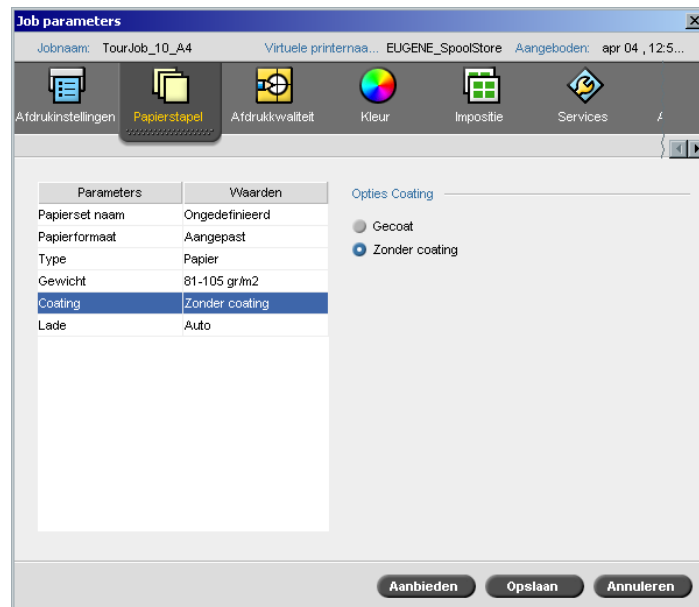 Job parameters
Jobnaam: TourJob_10_A4 Virtuele printernaa... EUGENE_SpoolStore Aangeboden: apr 04 , 12:5...
Afdrukinstellingen Papierstapel Afdrukkwaliteit Kleur Impositie Services
Parameters Waarden
Papierset naam Ongedefinieerd
Papierformaat Aangepast
Type Papier
Gewicht 81-105 gr/m2
Coating Zonder coating
Lade Auto
Opties Coating
Gecoat
Zonder coating
Aanbieden Opslaan Annuleren